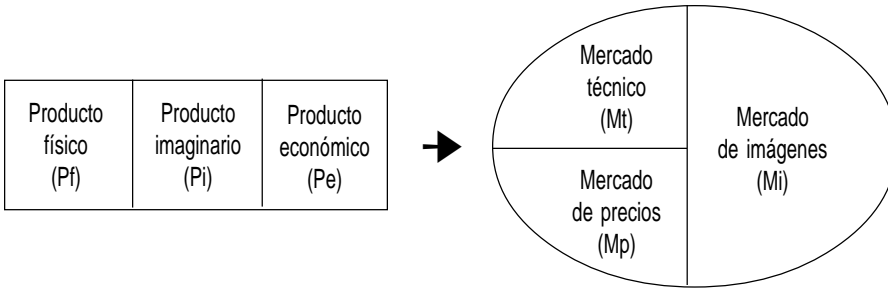 Producto
físico
(Pf)
Producto
imaginario
(Pi)
Producto
económico
(Pe)
Mercado
técnico
(Mt)
Mercado
de precios
(Mp)
Mercado
de imágenes
(Mi)